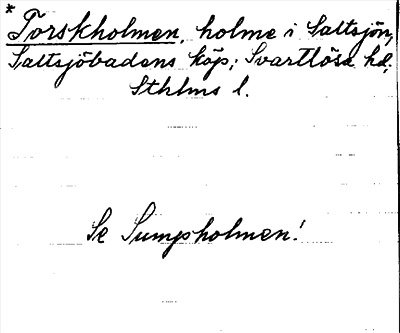 *
Torskholmen, holme i Saltsjön,
Saltsjöbadens köp; Svartlösa hd,
Sthlms l.
Se Sumpholmen!